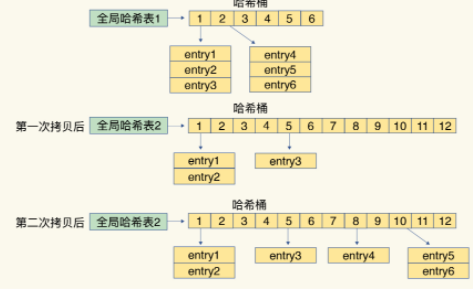 哈希桶
全局哈希表1 1 2 3 4 5 6
entry1 entry4
entry2 entry5
entry3 entry6
哈希桶
第一次拷贝后 全局哈希表2 1 2 3 4 5 6 7 8 9 10 11 12
entry1 entry3
entry2
哈希桶
第二次拷贝后 全局哈希表2 1 2 3 4 5 6 7 8 9 10 11 12
entry1 entry3 entry4 entry5
entry2 entry6